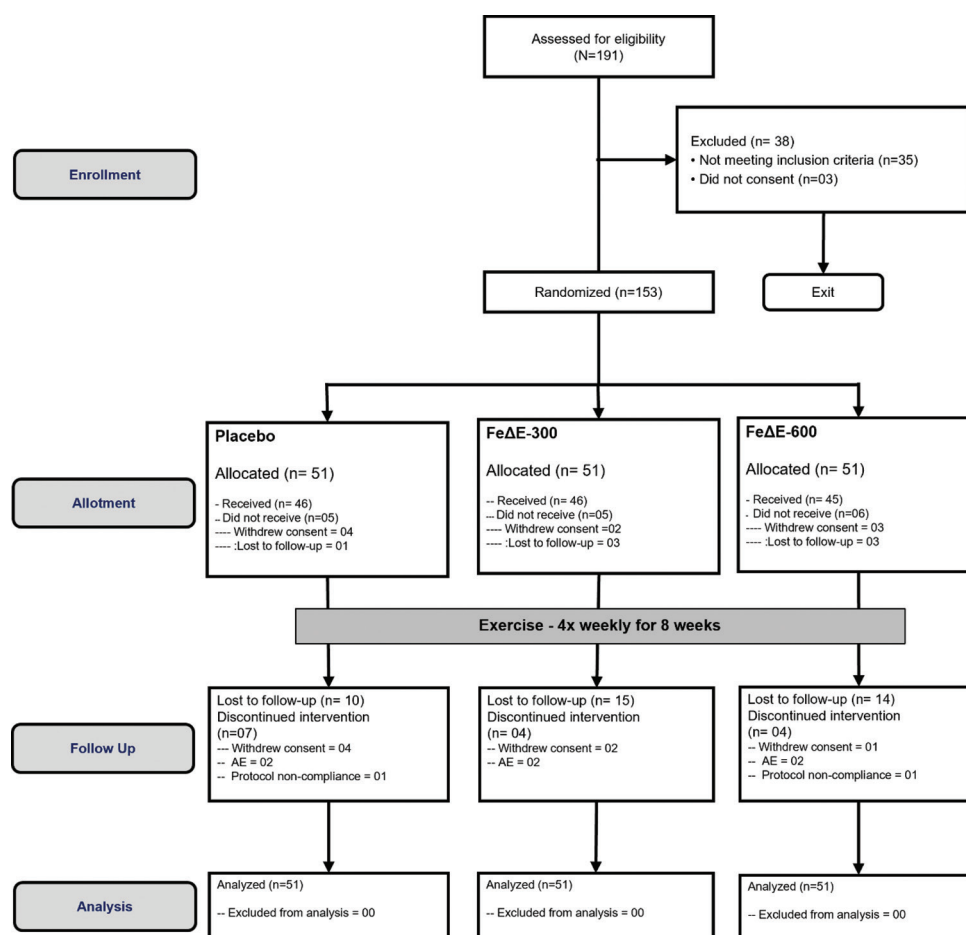 Assessed for eligibility
(N=191)
Enrollment
Excluded (n= 38)
• Not meeting inclusion criteria (n=35)
• Did not consent (n=03)
Randomized (n=153)
Exit
Allotment
Placebo
Allocated (n= 51)
- Received (n= 46)
-- Did not receive (n=05)
---- Withdrew consent = 04
---- :Lost to follow-up = 01
FeΔE-300
Allocated (n= 51)
-- Received (n= 46)
-- Did not receive (n=05)
---- Withdrew consent =02
---- :Lost to follow-up = 03
FeΔE-600
Allocated (n= 51)
- Received (n= 45)
- Did not receive (n=06)
---- Withdrew consent = 03
---- :Lost to follow-up = 03
Exercise - 4x weekly for 8 weeks
Follow Up
Lost to follow-up (n= 10)
Discontinued intervention
(n=07)
--- Withdrew consent = 04
-- AE = 02
-- Protocol non-compliance = 01
Lost to follow-up (n= 15)
Discontinued intervention
(n= 04)
-- Withdrew consent = 02
-- AE = 02
Lost to follow-up (n= 14)
Discontinued intervention
(n= 04)
-- Withdrew consent = 01
-- AE = 02
-- Protocol non-compliance = 01
Analysis
Analyzed (n=51)
-- Excluded from analysis = 00
Analyzed (n=51)
-- Excluded from analysis = 00
Analyzed (n=51)
-- Excluded from analysis = 00